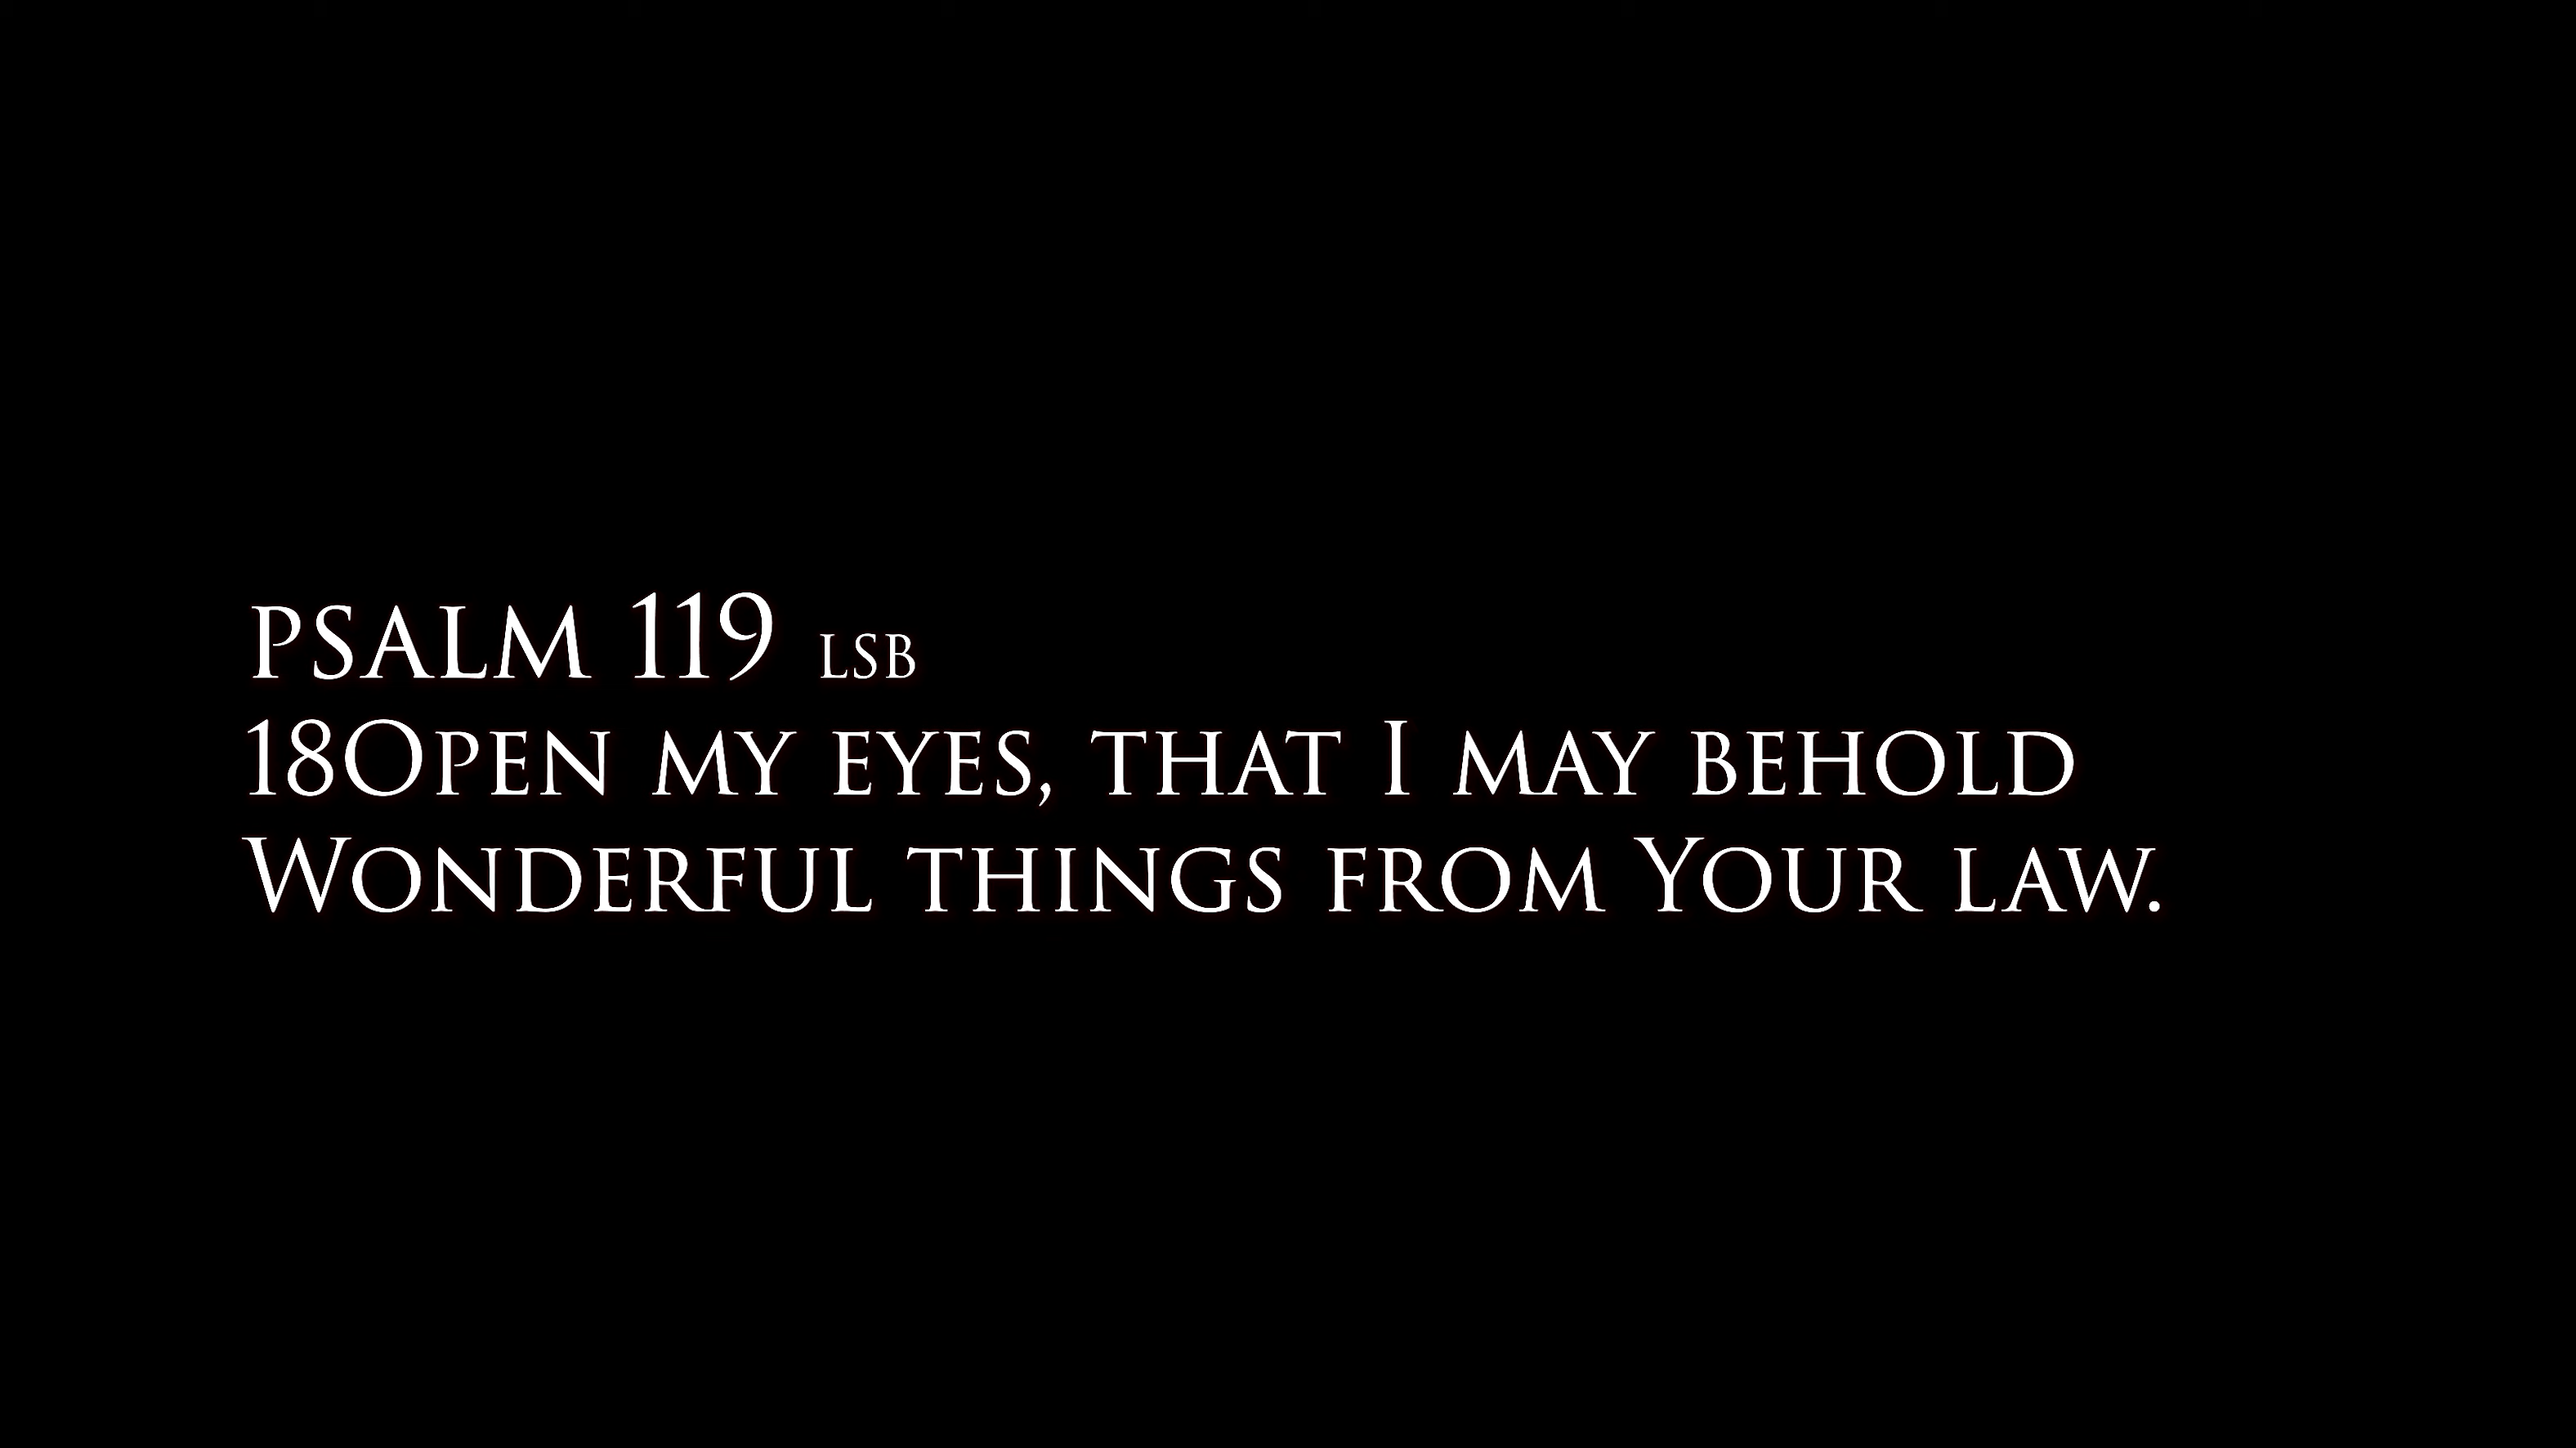 PSALM 119 LSB
18Open my eyes, that I may behold
Wonderful things from Your law.